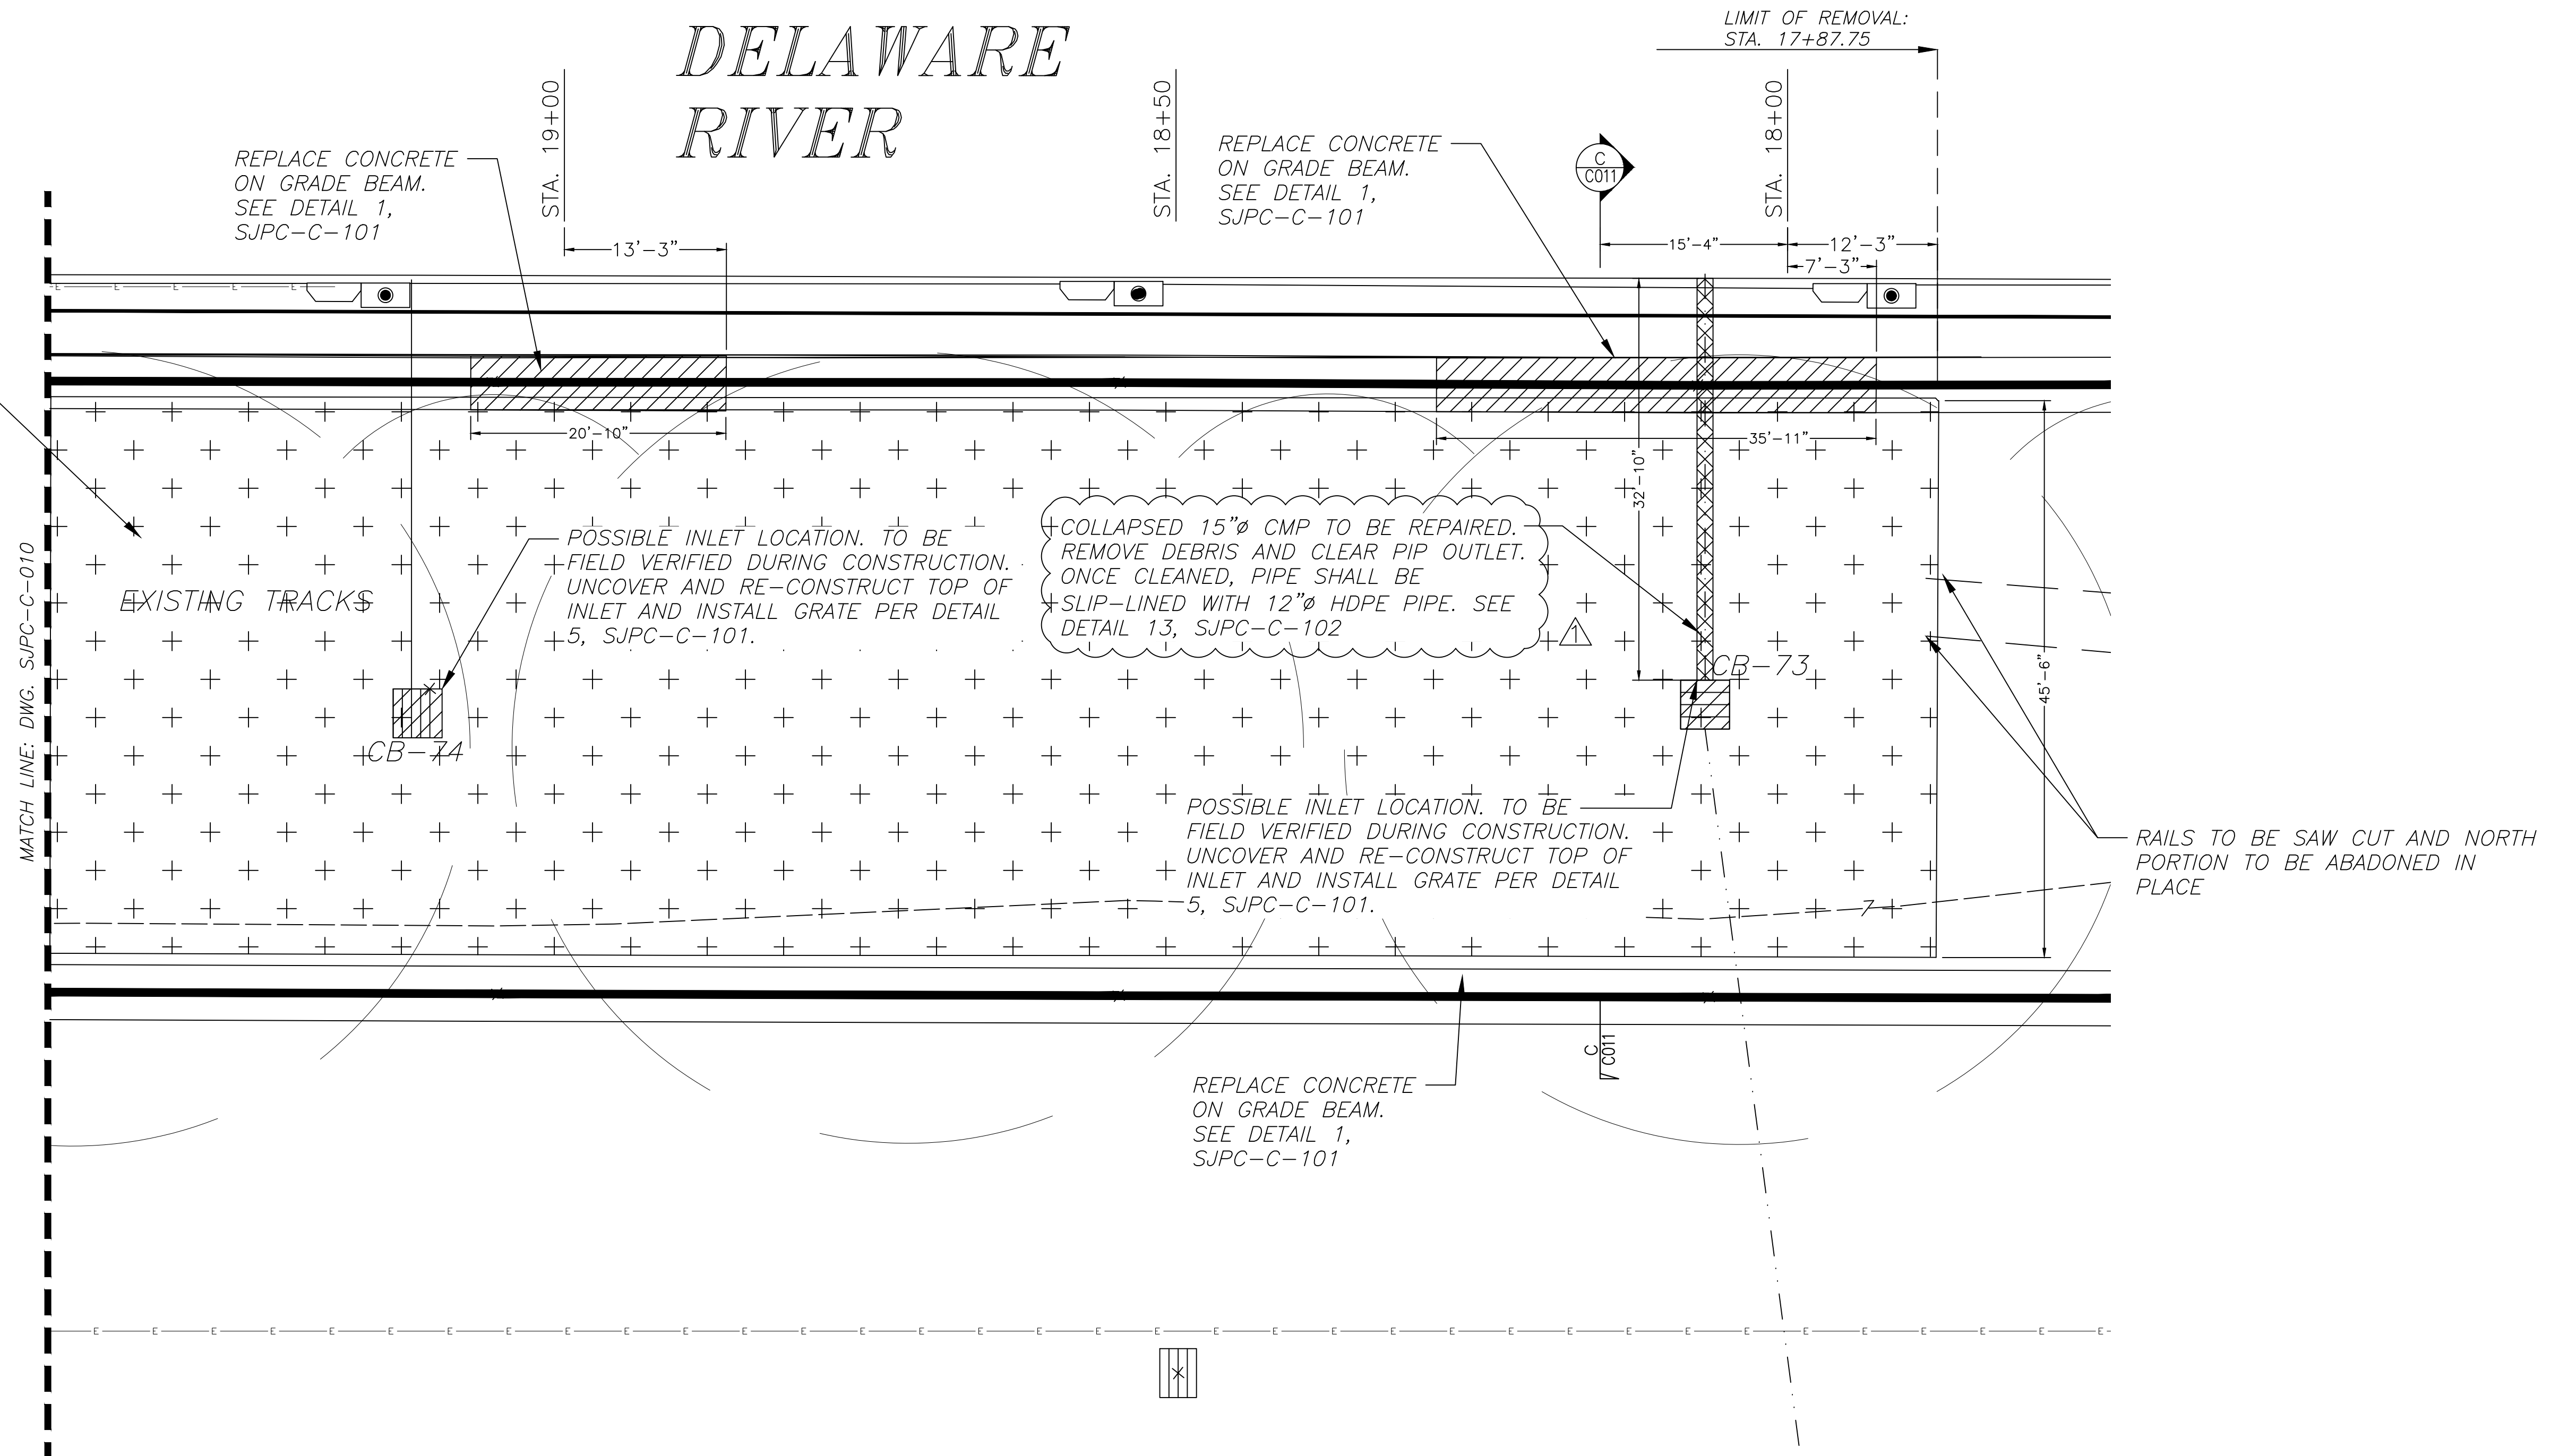 DELAWARE
RIVER
LIMIT OF REMOVAL:
STA. 17+87.75
STA. 19+00
STA. 18+50
STA. 18+00
REPLACE CONCRETE
ON GRADE BEAM.
SEE DETAIL 1,
SJPC-C-101
REPLACE CONCRETE
ON GRADE BEAM.
SEE DETAIL 1,
SJPC-C-101
C
C011
13'-3"
15'-4"
12'-3"
7'-3"
E E E E E
20'-10"
35'-11"
32'-10"
45'-6"
MATCH LINE: DWG. SJPC-C-010
EXISTING TRACKS
POSSIBLE INLET LOCATION. TO BE
FIELD VERIFIED DURING CONSTRUCTION.
UNCOVER AND RE-CONSTRUCT TOP OF
INLET AND INSTALL GRATE PER DETAIL
5, SJPC-C-101.
COLLAPSED 15"ø CMP TO BE REPAIRED.
REMOVE DEBRIS AND CLEAR PIP OUTLET.
ONCE CLEANED, PIPE SHALL BE
SLIP-LINED WITH 12"ø HDPE PIPE. SEE
DETAIL 13, SJPC-C-102
1
CB-73
CB-74
POSSIBLE INLET LOCATION. TO BE
FIELD VERIFIED DURING CONSTRUCTION.
UNCOVER AND RE-CONSTRUCT TOP OF
INLET AND INSTALL GRATE PER DETAIL
5, SJPC-C-101.
7
RAILS TO BE SAW CUT AND NORTH
PORTION TO BE ABADONED IN
PLACE
C
C011
REPLACE CONCRETE
ON GRADE BEAM.
SEE DETAIL 1,
SJPC-C-101
E E E E E E E E E E E E E E E E E E E E E E E E E E E E E E E E E E E